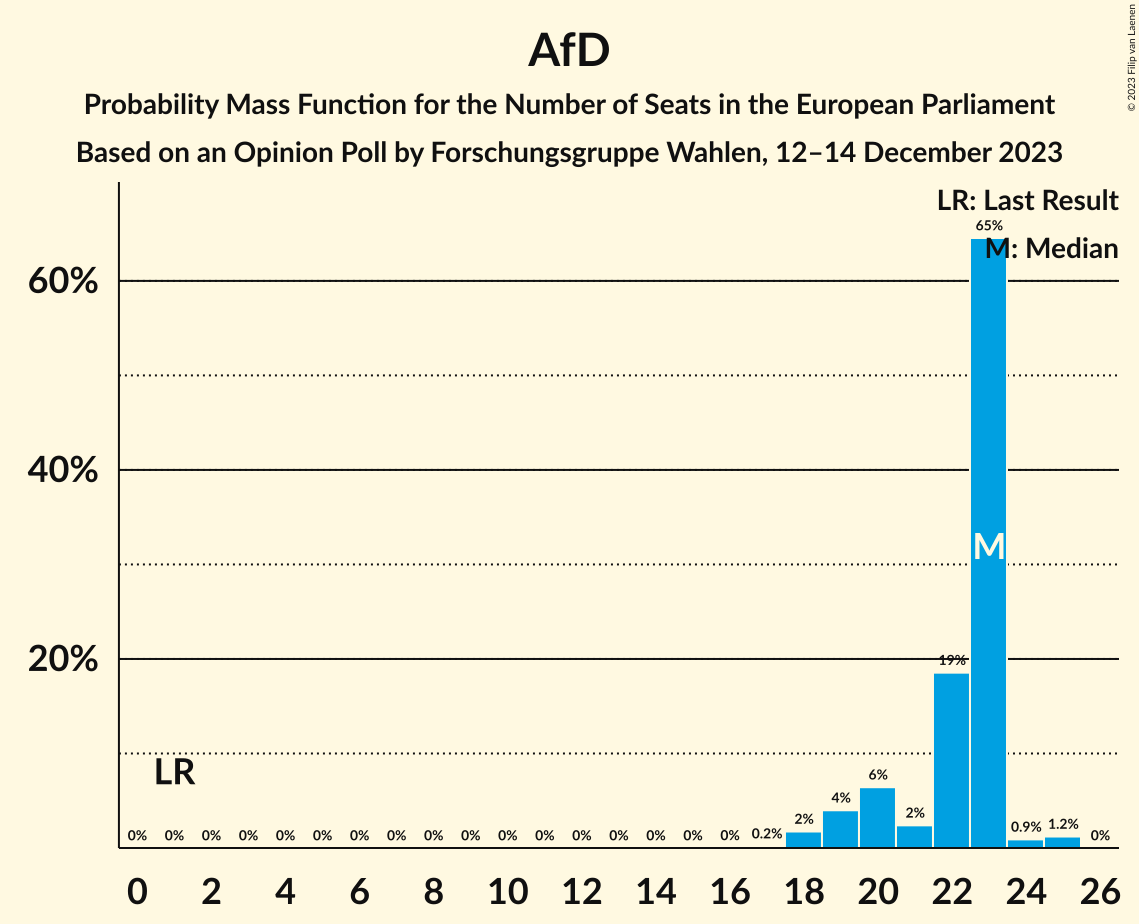 AfD
Probability Mass Function for the Number of Seats in the European Parliament
Based on an Opinion Poll by Forschungsgruppe Wahlen, 12–14 December 2023
© 2023 Filip van Laenen
LR: Last Result
M: Median
65%
60%
40%
M
20%
19%
LR
0% 0% 0% 0% 0% 0% 0% 0% 0% 0% 0% 0% 0% 0% 0% 0% 0% 0.2% 2% 4% 6% 2% 0.9% 1.2% 0%
0 2 4 6 8 10 12 14 16 18 20 22 24 26